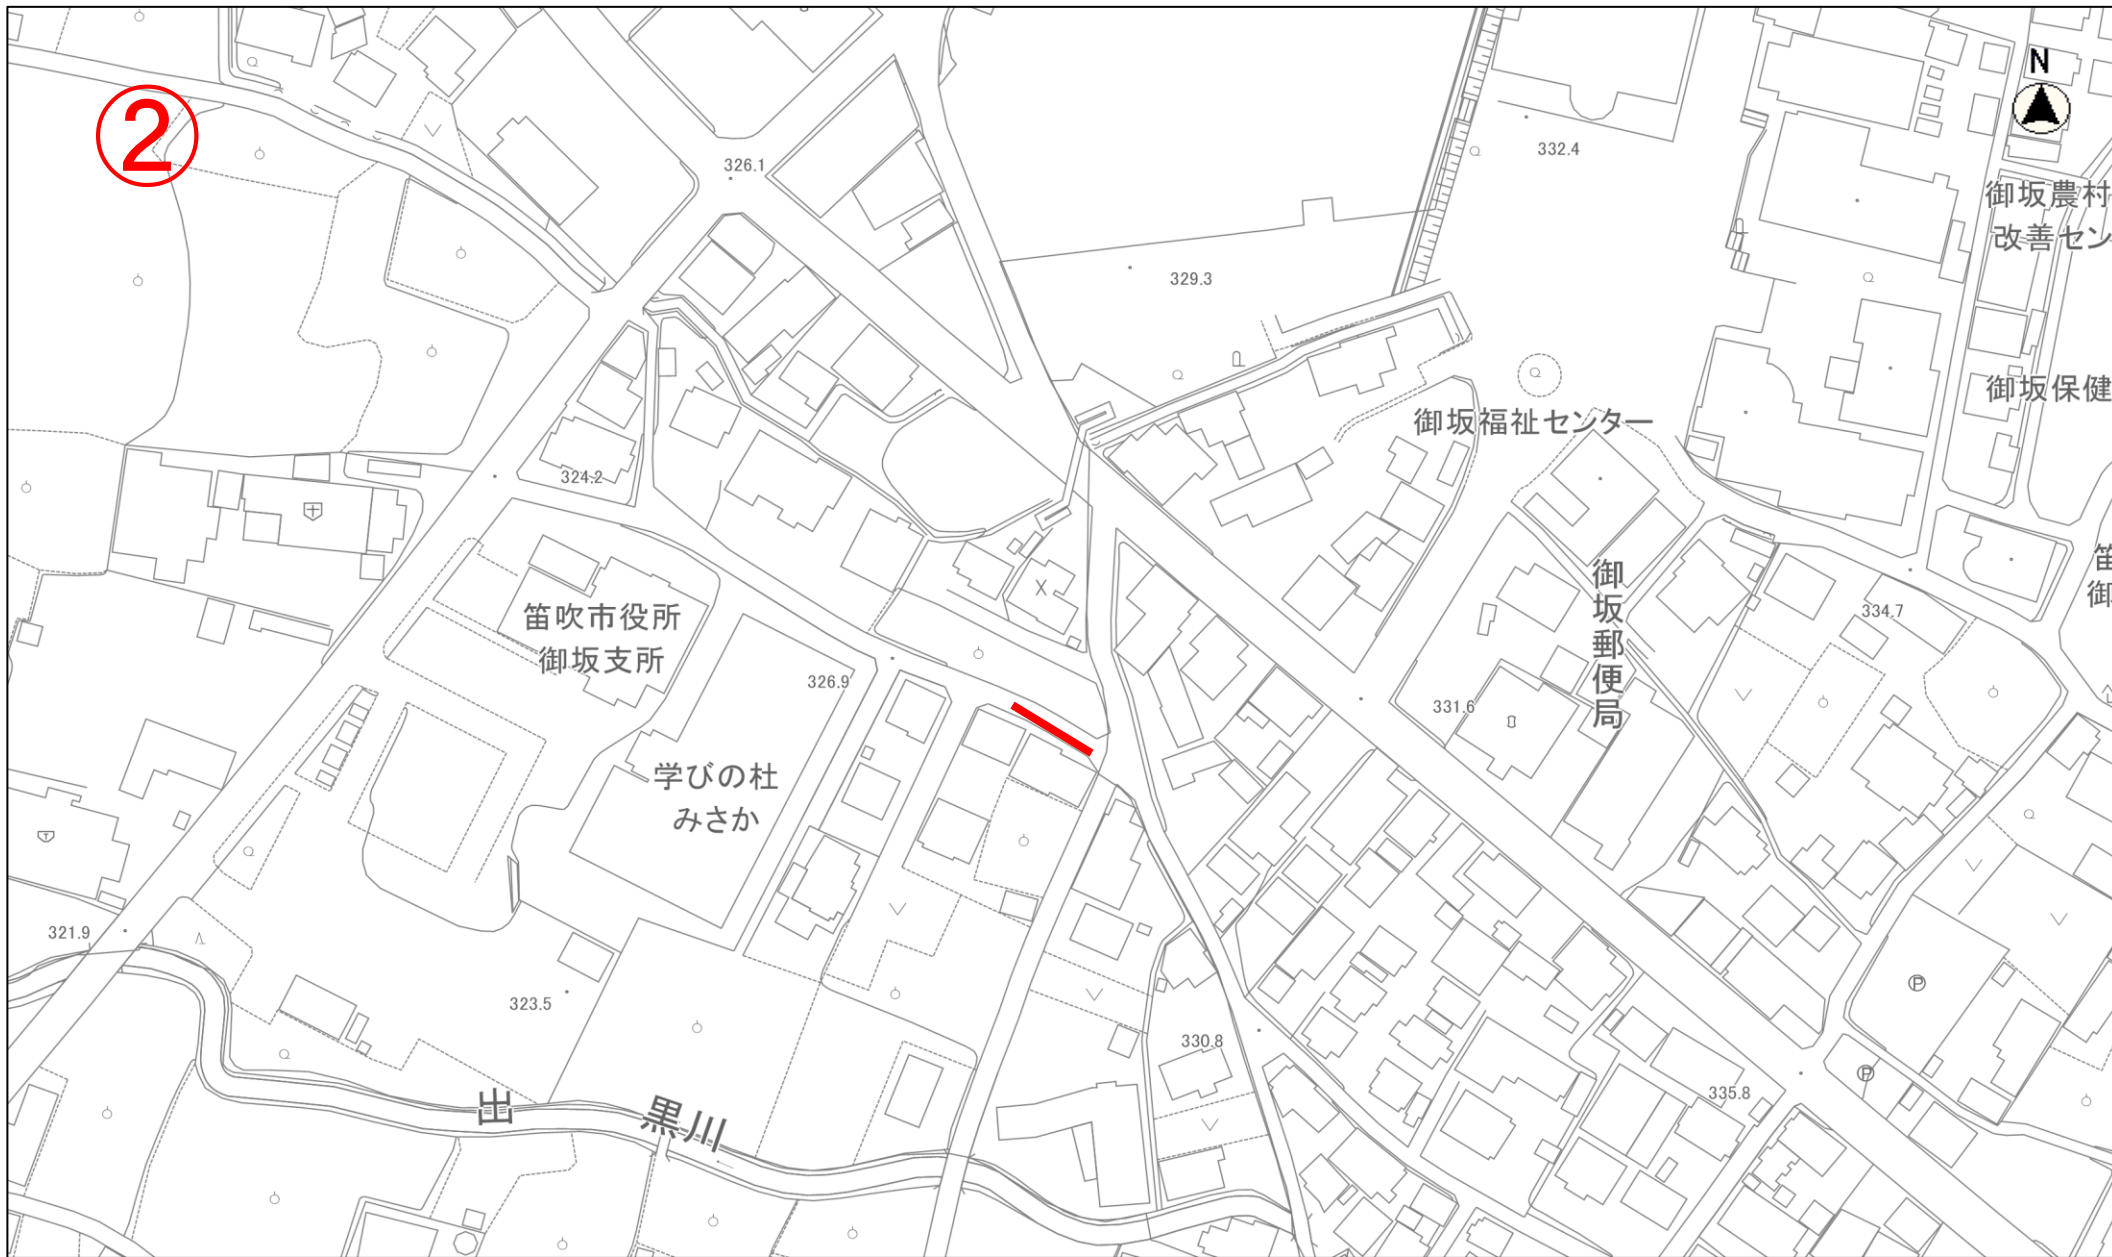 ②
N
326.1
332.4
御坂農村
改善セン
329.3
御坂保健
御坂福祉センター
324.2
笛
御
御坂郵便局
334.7
笛吹市役所
御坂支所
326.9
331.6
学びの杜
みさか
321.9
323.5
330.8
335.8
出
黒川
P
P